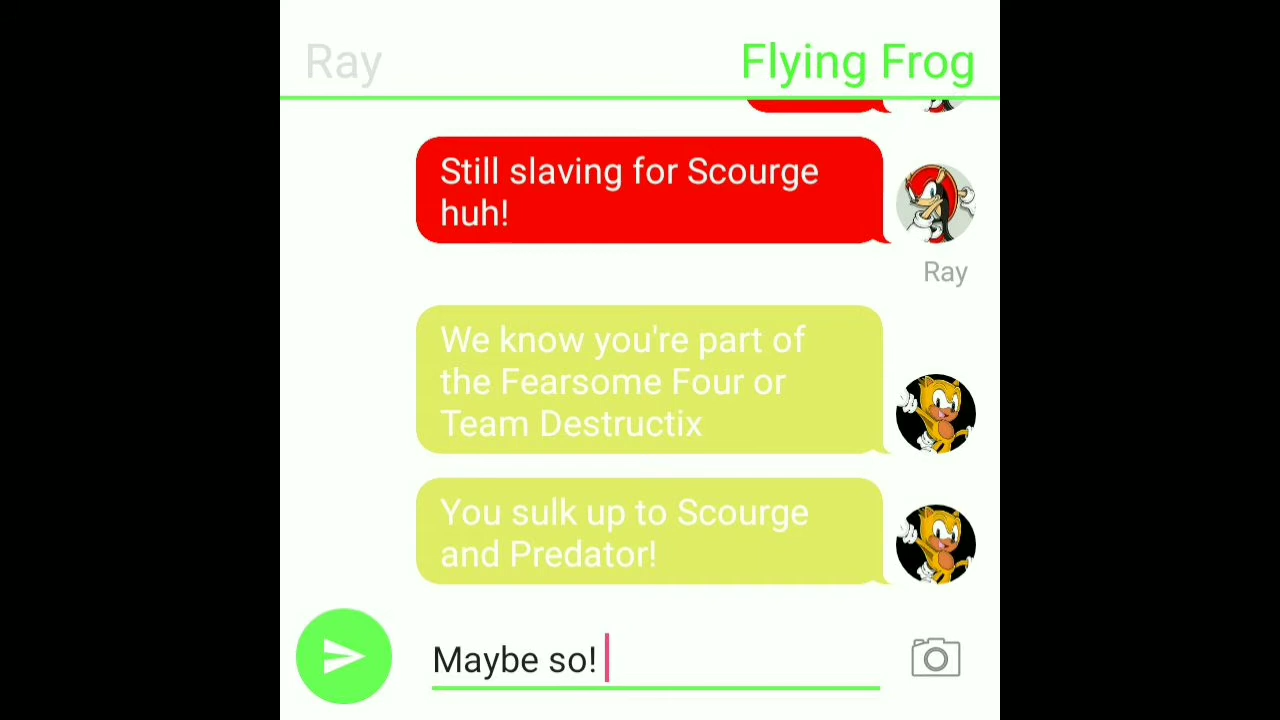 Ray
Flying Frog
Still slaving for Scourge
huh!
Ray
We know you're part of
the Fearsome Four or
Team Destructix
You sulk up to Scourge
and Predator!
Maybe so!